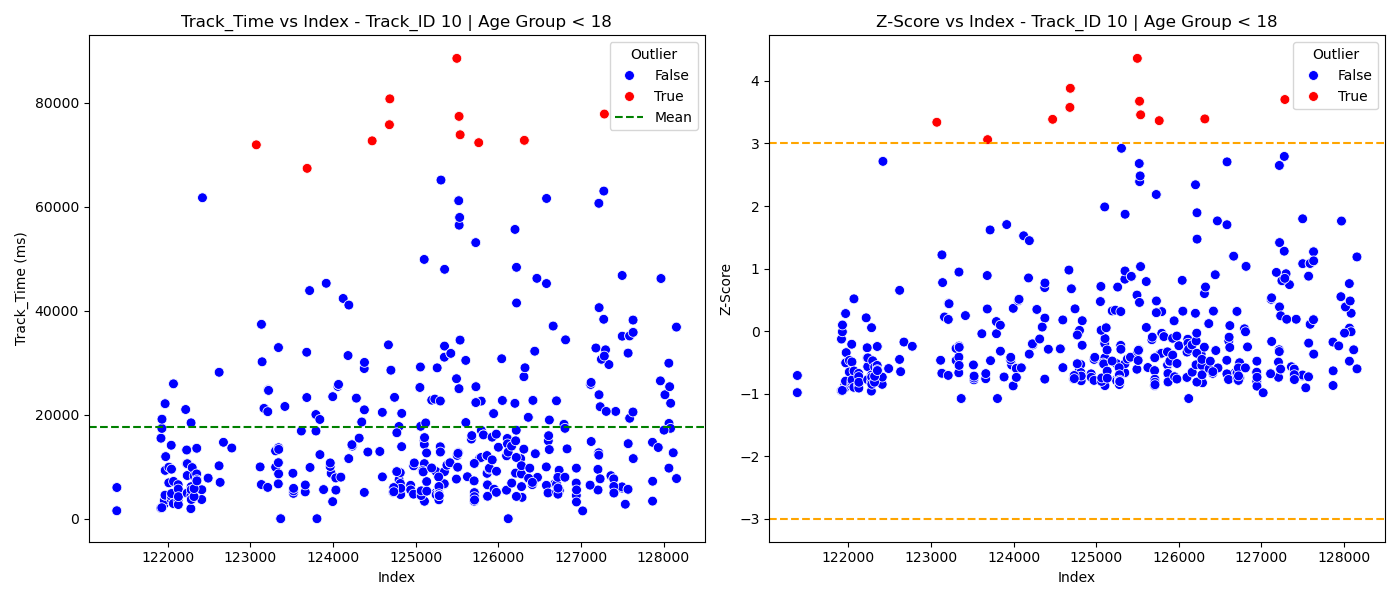 Track_Time vs Index - Track_ID 10 | Age Group < 18
Outlier
False
True
Mean
80000
60000
40000
20000
0
Track_Time (ms)
122000 123000 124000 125000 126000 127000 128000
Index
Z-Score vs Index - Track_ID 10 | Age Group < 18
Outlier
False
True
4
3
2
1
0
−1
−2
−3
Z-Score
122000 123000 124000 125000 126000 127000 128000
Index